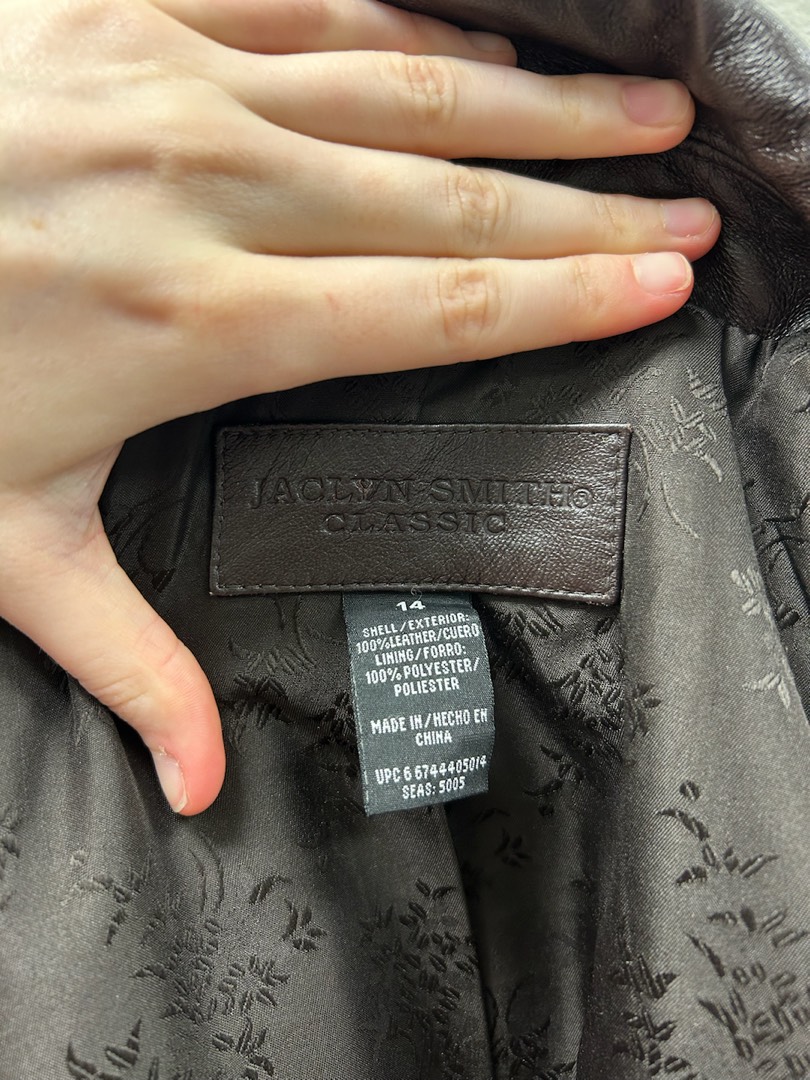 JACLYN SMITH®
CLASSIC
14
SHELL/EXTERIOR:
100%LEATHER/CUERO
LINING/FORRO:
100%POLYESTER/
POLIESTER
MADE IN/HECHO EN
CHINA
UPC 6 6744405014
SEAS: 5005